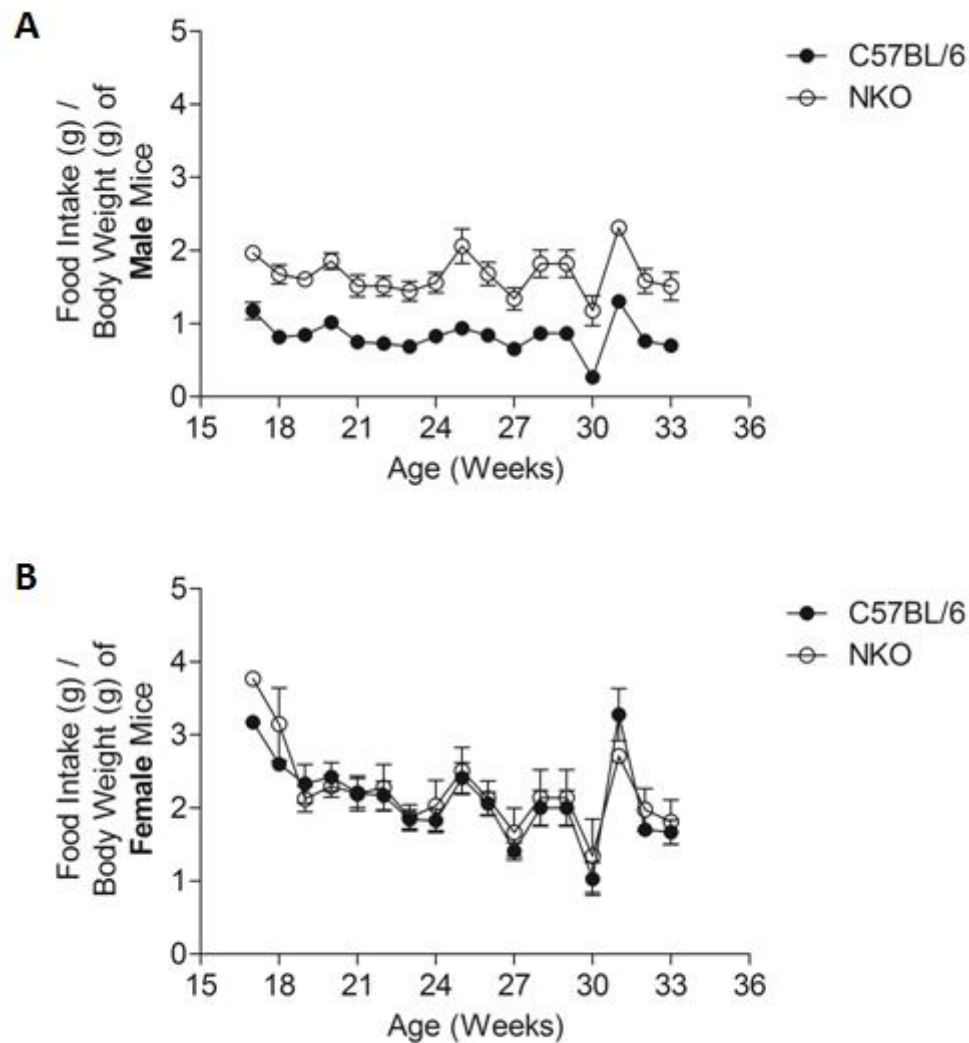 A
Food Intake (g) /
Body Weight (g) of
Male Mice
5
4
3
2
1
0
15 18 21 24 27 30 33 36
Age (Weeks)
C57BL/6
NKO
B
Food Intake (g) /
Body Weight (g) of
Female Mice
5
4
3
2
1
0
15 18 21 24 27 30 33 36
Age (Weeks)
C57BL/6
NKO